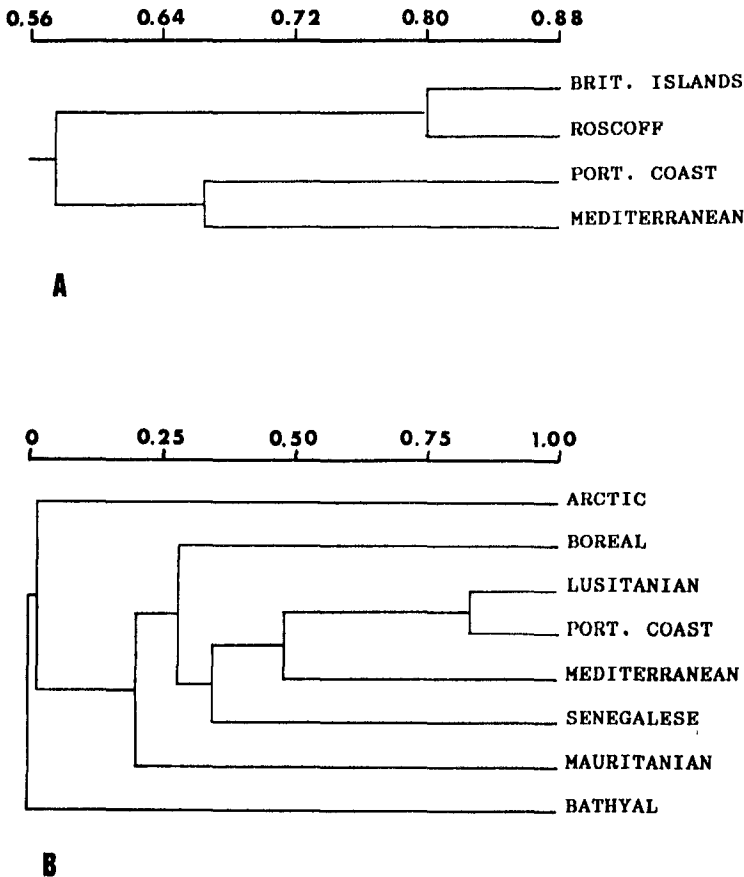 0.56 0.64 0.72 0.80 0.88
BRIT. ISLANDS
ROSCOFF
PORT. COAST
MEDITERRANEAN
A
0 0.25 0.50 0.75 1.00
ARCTIC
BOREAL
LUSITANIAN
PORT. COAST
MEDITERRANEAN
SENEGALESE
MAURITANIAN
BATHYAL
B